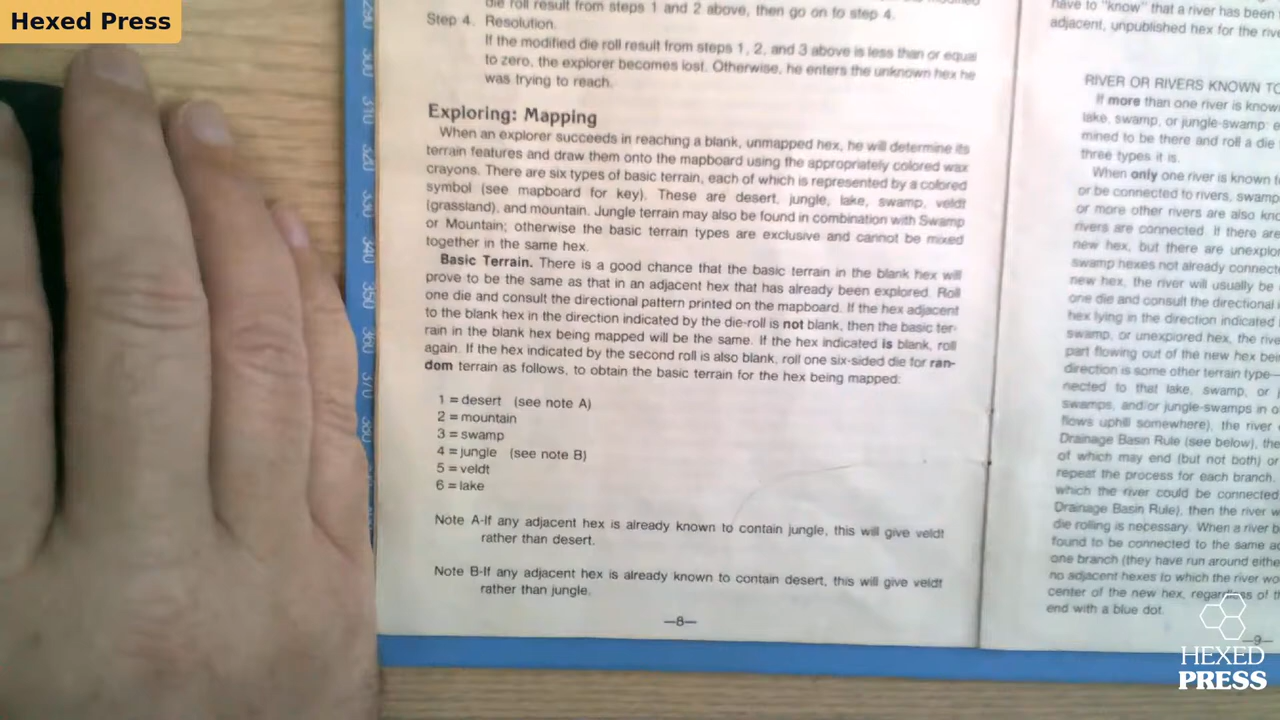 Hexed Press
die roll result from steps 1 and 2 above, then go on to step 4.
Step 4. Resolution.
If the modified die roll result from steps 1, 2, and 3 above is less than or equal
to zero, the explorer becomes lost. Otherwise, he enters the unknown hex he
was trying to reach.
Exploring: Mapping
When an explorer succeeds in reaching a blank, unmapped hex, he will determine its
terrain features and draw them onto the mapboard using the appropriately colored wax
crayons. There are six types of basic terrain, each of which is represented by a colored
symbol (see mapboard for key). These are desert, jungle, lake, swamp, veldt
(grassland), and mountain. Jungle terrain may also be found in combination with Swamp
or Mountain; otherwise the basic terrain types are exclusive and cannot be mixed
together in the same hex.
Basic Terrain. There is a good chance that the basic terrain in the blank hex will
prove to be the same as that in an adjacent hex that has already been explored. Roll
one die and consult the directional pattern printed on the mapboard. If the hex adjacent
to the blank hex in the direction indicated by the die-roll is not blank, then the basic ter-
rain in the blank hex being mapped will be the same. If the hex indicated is blank, roll
again. If the hex indicated by the second roll is also blank, roll one six-sided die for ran-
dom terrain as follows, to obtain the basic terrain for the hex being mapped:
1 = desert (see note A)
2 = mountain
3 = swamp
4 = jungle (see note B)
5 = veldt
6 = lake
Note A-If any adjacent hex is already known to contain jungle, this will give veldt
rather than desert.
Note B-If any adjacent hex is already known to contain desert, this will give veldt
rather than jungle.
—8—
have to "know" that a river has been
adjacent, unpublished hex for the
RIVER OR RIVERS KNOWN TO
If more than one river is
lake, swamp, or jungle-swamp:
mined to be there and roll a die
three types it is.
When only one river is known
or be connected to rivers,
or more other rivers are also
rivers are connected. If there are
new hex, but there are
swamp hexes not already
new hex, the river will usually be
one die and consult the directional
hex lying in the direction indicated
swamp, or unexplored hex, the
part flowing out of the new hex
direction is some other terrain type—
nected to that lake, swamp, or
swamps, and/or jungle-swamps in
flows uphill somewhere), the river
Drainage Basin Rule (see below),
of which may end (but not both) or
repeat the process for each branch.
which the river could be connected
Drainage Basin Rule), then the river
die rolling is necessary. When a river
found to be connected to the same
one branch (they have run around
no adjacent hexes to which the river
center of the new hex, regardless of
end with a blue dot.
—9—
HEXED
PRESS
290
300
310
320
330
340
350
360
370
380